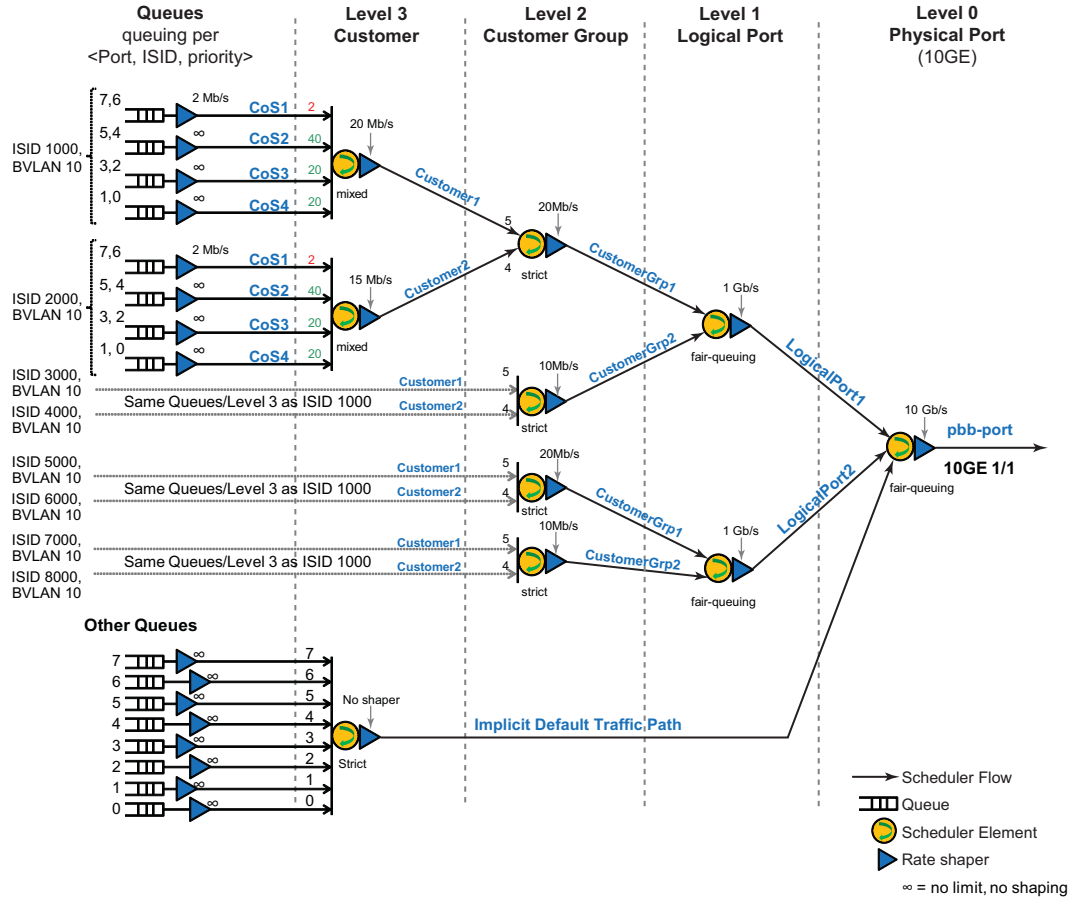 Queues
queuing per
<Port, ISID, priority>
Level 3
Customer
Level 2
Customer Group
Level 1
Logical Port
Level 0
Physical Port
(10GE)
ISID 1000,
BVLAN 10
7,6
2 Mb/s
CoS1
2
5,4
∞
CoS2
40
3,2
∞
CoS3
20
1,0
∞
CoS4
20
20 Mb/s
mixed
Customer1
ISID 2000,
BVLAN 10
7,6
2 Mb/s
CoS1
2
5, 4
∞
CoS2
40
3, 2
∞
CoS3
20
1, 0
∞
CoS4
20
15 Mb/s
mixed
Customer2
5
4
20Mb/s
strict
CustomerGrp1
ISID 3000,
BVLAN 10
Customer1
Same Queues/Level 3 as ISID 1000
ISID 4000,
BVLAN 10
Customer2
5
4
10Mb/s
strict
CustomerGrp2
1 Gb/s
fair-queuing
LogicalPort1
ISID 5000,
BVLAN 10
Customer1
Same Queues/Level 3 as ISID 1000
ISID 6000,
BVLAN 10
Customer2
5
4
20Mb/s
strict
CustomerGrp1
ISID 7000,
BVLAN 10
Customer1
Same Queues/Level 3 as ISID 1000
ISID 8000,
BVLAN 10
Customer2
5
4
10Mb/s
strict
CustomerGrp2
1 Gb/s
fair-queuing
LogicalPort2
10 Gb/s
pbb-port
10GE 1/1
fair-queuing
Other Queues
7
∞
7
6
∞
6
5
∞
5
4
∞
4
3
∞
3
2
∞
2
1
∞
1
0
∞
0
No shaper
Strict
Implicit Default Traffic Path
Scheduler Flow
Queue
Scheduler Element
Rate shaper
∞ = no limit, no shaping